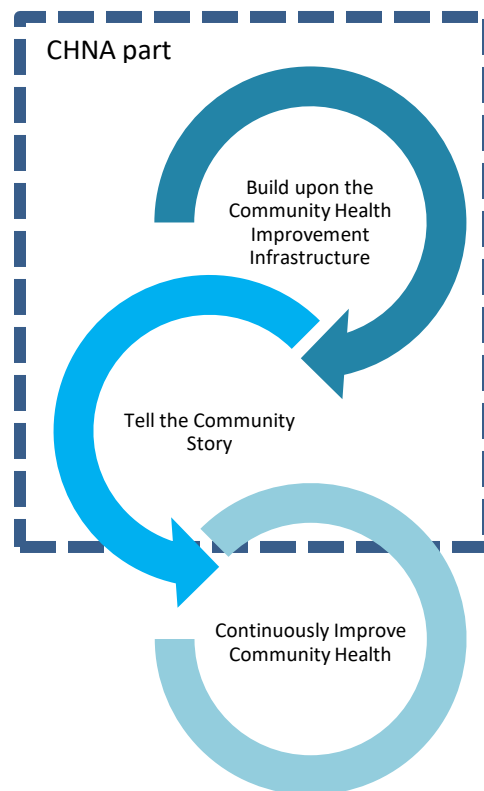 CHNA part
Build upon the
Community Health
Improvement
Infrastructure
Tell the Community
Story
Continuously Improve
Community Health